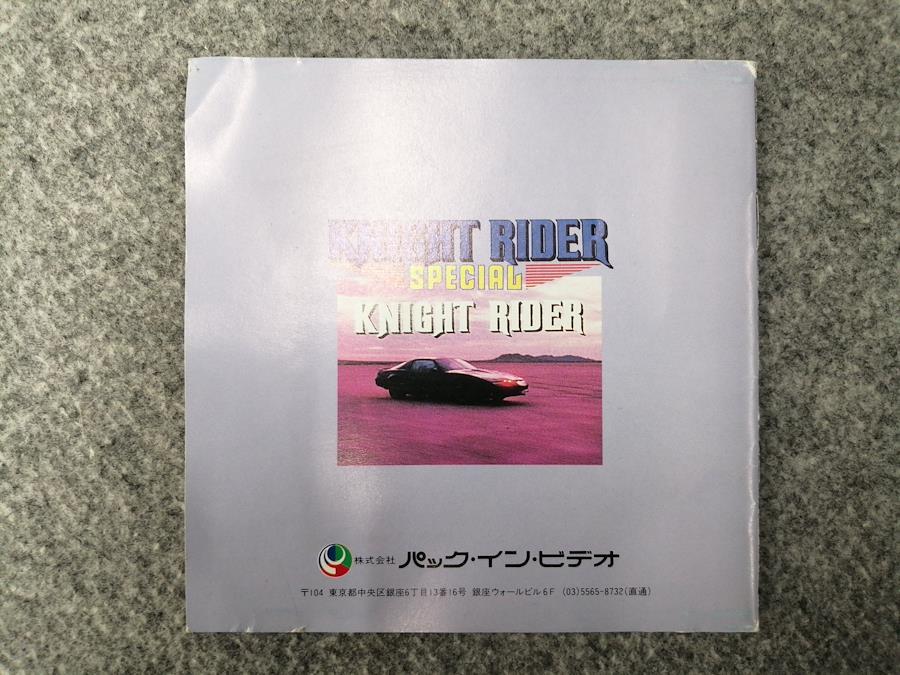 KNIGHT RIDER
SPECIAL
KNIGHT RIDER
株式会社 パック・イン・ビデオ
〒104 東京都中央区銀座6丁目13番16号 銀座ウォールビル6F (03)5565-8732(直通)